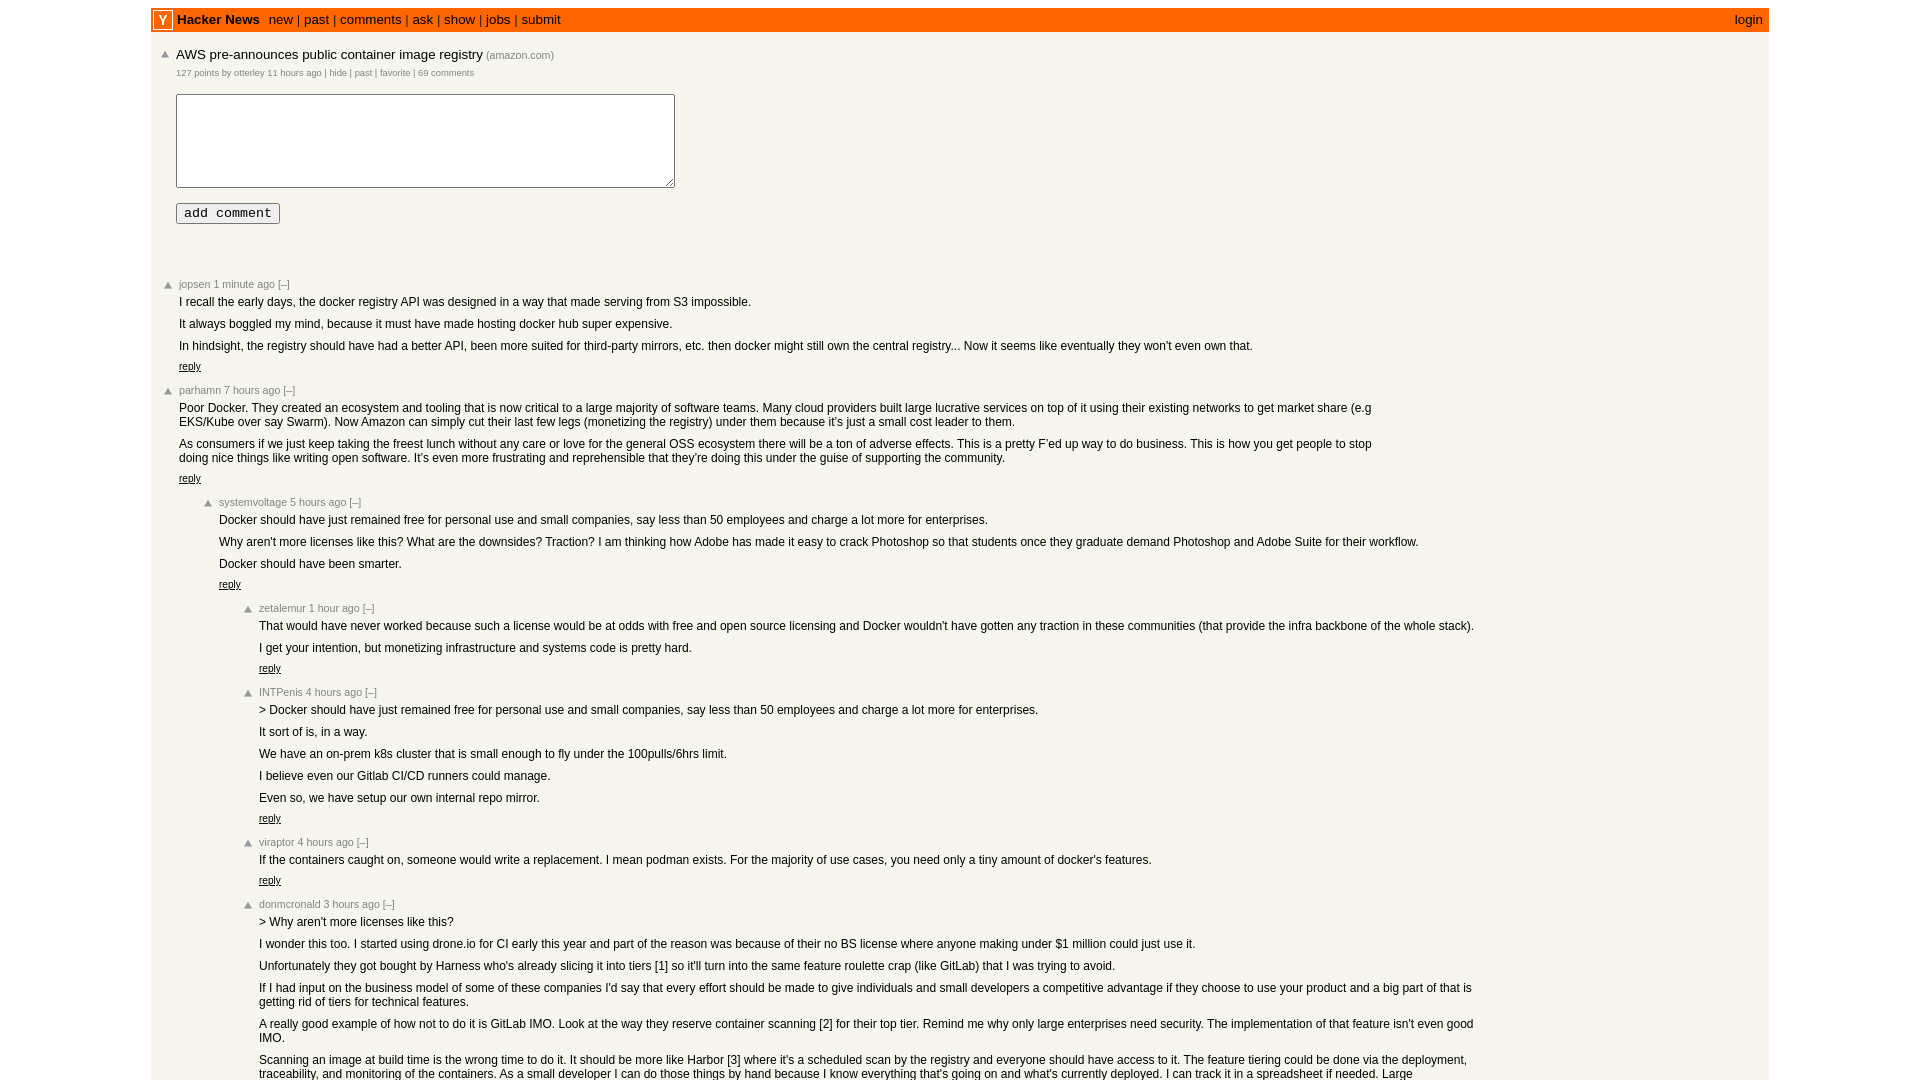 Y Hacker News new | past | comments | ask | show | jobs | submit login
AWS pre-announces public container image registry (amazon.com)
127 points by otterley 11 hours ago | hide | past | favorite | 69 comments
add comment
jopsen 1 minute ago [–]
I recall the early days, the docker registry API was designed in a way that made serving from S3 impossible.
It always boggled my mind, because it must have made hosting docker hub super expensive.
In hindsight, the registry should have had a better API, been more suited for third-party mirrors, etc. then docker might still own the central registry... Now it seems like eventually they won't even own that.
reply
parhamn 7 hours ago [–]
Poor Docker. They created an ecosystem and tooling that is now critical to a large majority of software teams. Many cloud providers built large lucrative services on top of it using their existing networks to get market share (e.g
EKS/Kube over say Swarm). Now Amazon can simply cut their last few legs (monetizing the registry) under them because it’s just a small cost leader to them.
As consumers if we just keep taking the freest lunch without any care or love for the general OSS ecosystem there will be a ton of adverse effects. This is a pretty F’ed up way to do business. This is how you get people to stop
doing nice things like writing open software. It’s even more frustrating and reprehensible that they’re doing this under the guise of supporting the community.
reply
systemvoltage 5 hours ago [–]
Docker should have just remained free for personal use and small companies, say less than 50 employees and charge a lot more for enterprises.
Why aren't more licenses like this? What are the downsides? Traction? I am thinking how Adobe has made it easy to crack Photoshop so that students once they graduate demand Photoshop and Adobe Suite for their workflow.
Docker should have been smarter.
reply
zetalemur 1 hour ago [–]
That would have never worked because such a license would be at odds with free and open source licensing and Docker wouldn't have gotten any traction in these communities (that provide the infra backbone of the whole stack).
I get your intention, but monetizing infrastructure and systems code is pretty hard.
reply
INTPenis 4 hours ago [–]
> Docker should have just remained free for personal use and small companies, say less than 50 employees and charge a lot more for enterprises.
It sort of is, in a way.
We have an on-prem k8s cluster that is small enough to fly under the 100pulls/6hrs limit.
I believe even our Gitlab CI/CD runners could manage.
Even so, we have setup our own internal repo mirror.
reply
viraptor 4 hours ago [–]
If the containers caught on, someone would write a replacement. I mean podman exists. For the majority of use cases, you need only a tiny amount of docker's features.
reply
donmcronald 3 hours ago [–]
> Why aren't more licenses like this?
I wonder this too. I started using drone.io for CI early this year and part of the reason was because of their no BS license where anyone making under $1 million could just use it.
Unfortunately they got bought by Harness who's already slicing it into tiers [1] so it'll turn into the same feature roulette crap (like GitLab) that I was trying to avoid.
If I had input on the business model of some of these companies I'd say that every effort should be made to give individuals and small developers a competitive advantage if they choose to use your product and a big part of that is
getting rid of tiers for technical features.
A really good example of how not to do it is GitLab IMO. Look at the way they reserve container scanning [2] for their top tier. Remind me why only large enterprises need security. The implementation of that feature isn't even good
IMO.
Scanning an image at build time is the wrong time to do it. It should be more like Harbor [3] where it's a scheduled scan by the registry and everyone should have access to it. The feature tiering could be done via the deployment,
traceability, and monitoring of the containers. As a small developer I can do those things by hand because I know everything that's going on and what's currently deployed. I can track it in a spreadsheet if needed. Large